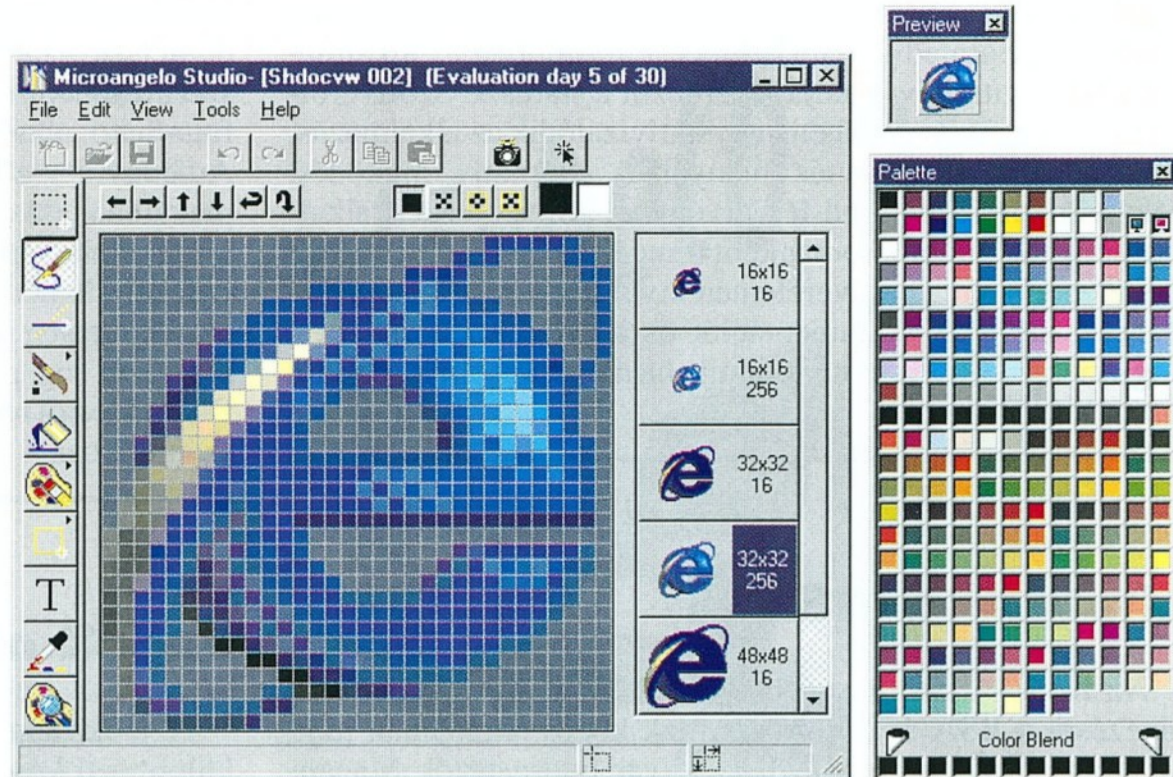 Preview
Microangelo Studio- [Shdocvw 002] (Evaluation day 5 of 30)
File Edit View Tools Help
Palette
16x16
16
16x16
256
32x32
16
32x32
256
48x48
16
T
Color Blend